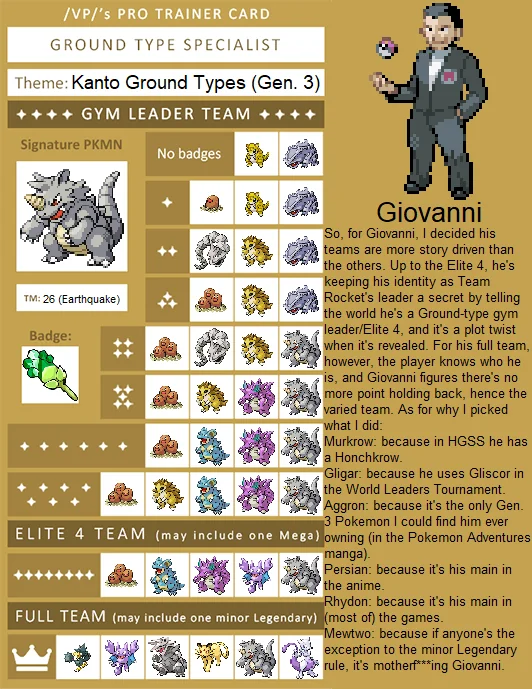 /VP/'s PRO TRAINER CARD
GROUND TYPE SPECIALIST
Theme: Kanto Ground Types (Gen. 3)
GYM LEADER TEAM
Signature PKMN
No badges
TM: 26 (Earthquake)
Badge:
ELITE 4 TEAM (may include one Mega)
FULL TEAM (may include one minor Legendary)
Giovanni
So, for Giovanni, I decided his
teams are more story driven than
the others. Up to the Elite 4, he's
keeping his identity as Team
Rocket's leader a secret by telling
the world he's a Ground-type gym
leader/Elite 4, and it's a plot twist
when it's revealed. For his full team,
however, the player knows who he
is, and Giovanni figures there's no
more point holding back, hence the
varied team. As for why I picked
what I did:
Murkrow: because in HGSS he has
a Honchkrow.
Gligar: because he uses Gliscor in
the World Leaders Tournament.
Aggron: because it's the only Gen.
3 Pokemon I could find him ever
owning (in the Pokemon Adventures
manga).
Persian: because it's his main in
the anime.
Rhydon: because it's his main in
(most of) the games.
Mewtwo: because if anyone's the
exception to the minor Legendary
rule, it's motherf***ing Giovanni.